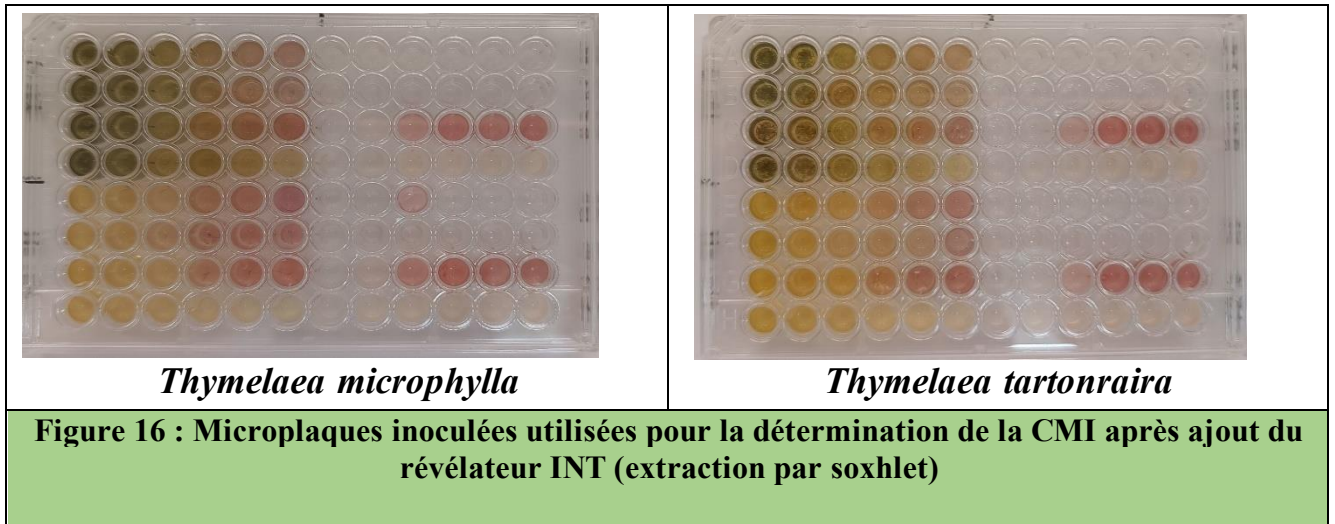 Thymelaea microphylla
Thymelaea tartonraira
Figure 16 : Microplaques inoculées utilisées pour la détermination de la CMI après ajout du
révélateur INT (extraction par soxhlet)